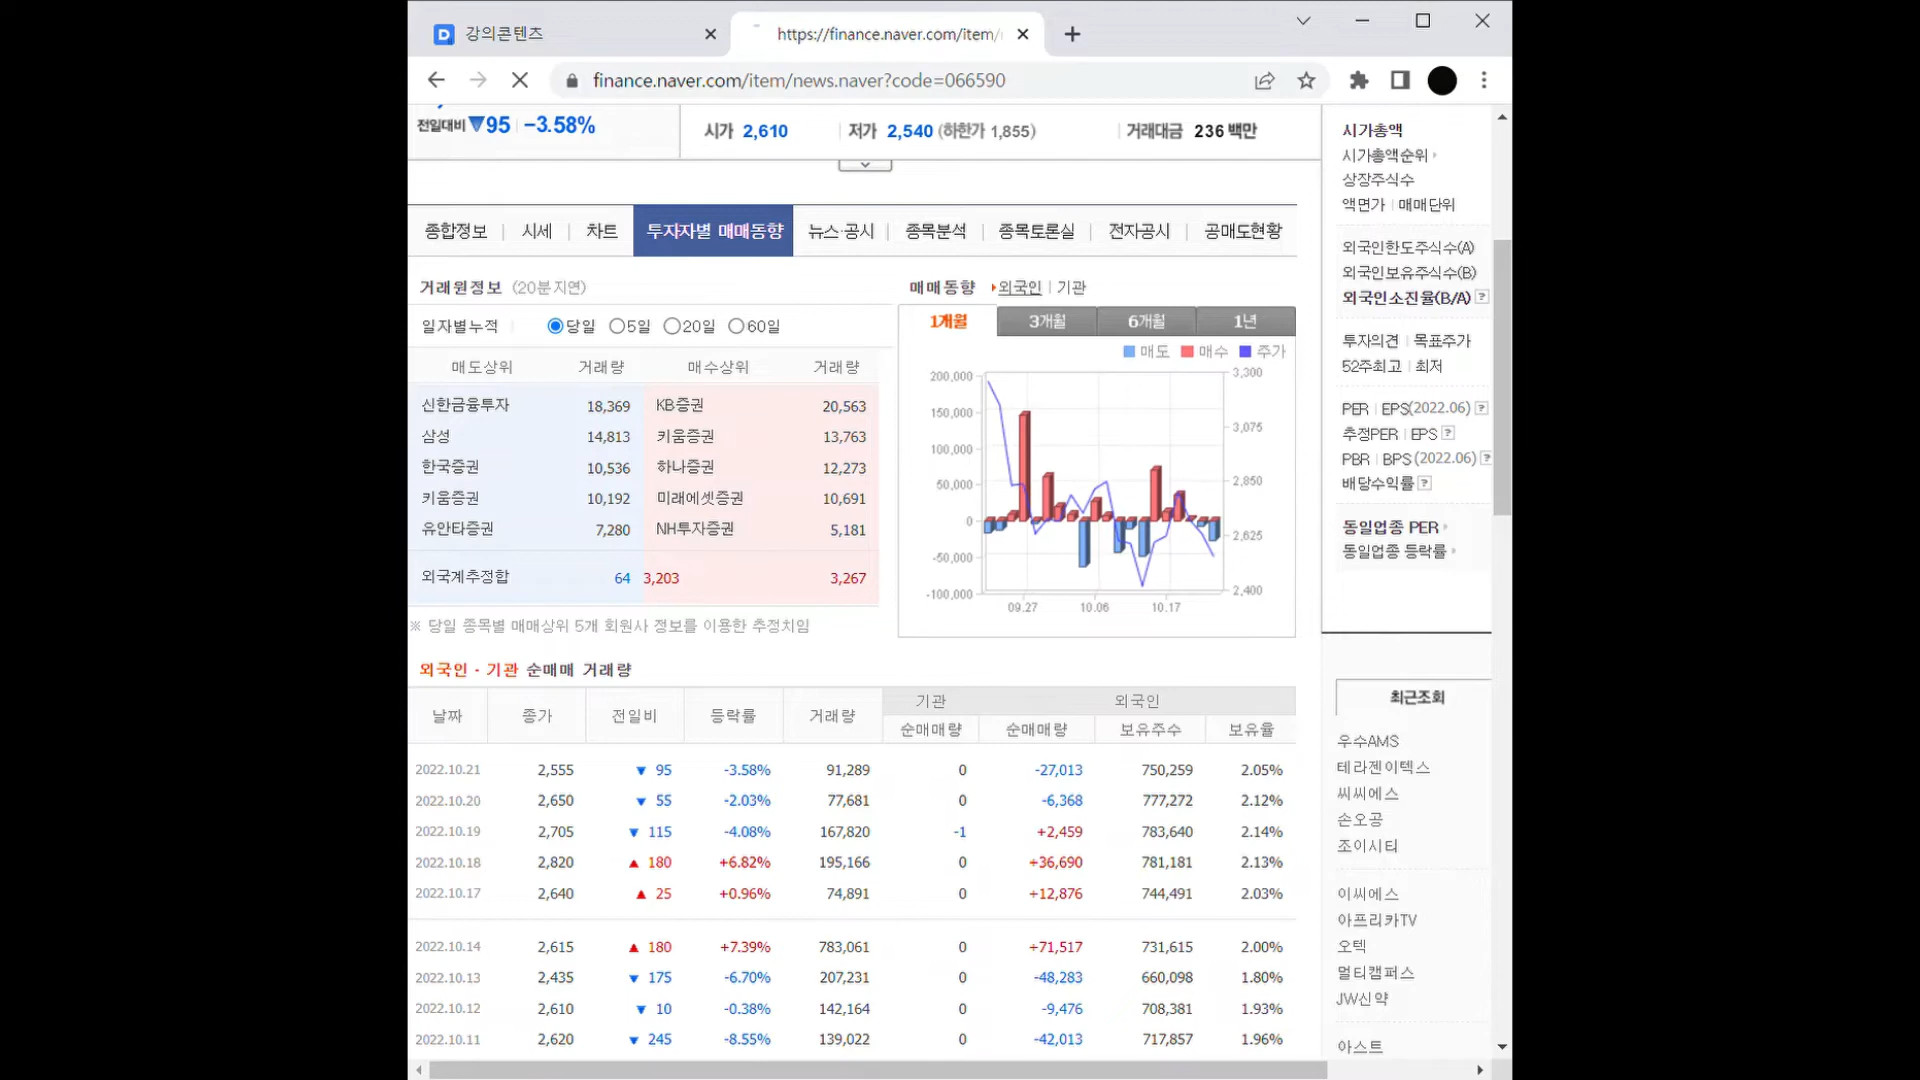 강의콘텐츠
https://finance.naver.com/item/
finance.naver.com/item/news.naver?code=066590
전일대비 ▼95 | −3.58%
시가 2,610 저가 2,540 (하한가 1,855) 거래대금 236 백만
종합정보 시세 차트 투자자별 매매동향 뉴스·공시 종목분석 종목토론실 전자공시 공매도현황
거래원정보 (20분지연)
일자별누적 당일 5일 20일 60일
매도상위 거래량 매수상위 거래량
신한금융투자 18,369 KB증권 20,563
삼성 14,813 키움증권 13,763
한국증권 10,536 하나증권 12,273
키움증권 10,192 미래에셋증권 10,691
유안타증권 7,280 NH투자증권 5,181
외국계추정합 64 3,203 3,267
※ 당일 종목별 매매상위 5개 회원사 정보를 이용한 추정치임
매매동향 외국인 | 기관
1개월 3개월 6개월 1년
매도 매수 주가
200,000 3,300
150,000
3,075
100,000
50,000 2,850
0
2,625
-50,000
-100,000 2,400
09.27 10.06 10.17
외국인 · 기관 순매매 거래량
날짜 종가 전일비 등락률 거래량 기관 외국인
순매매량 순매매량 보유주수 보유율
2022.10.21 2,555 ▼ 95 -3.58% 91,289 0 -27,013 750,259 2.05%
2022.10.20 2,650 ▼ 55 -2.03% 77,681 0 -6,368 777,272 2.12%
2022.10.19 2,705 ▼ 115 -4.08% 167,820 -1 +2,459 783,640 2.14%
2022.10.18 2,820 ▲ 180 +6.82% 195,166 0 +36,690 781,181 2.13%
2022.10.17 2,640 ▲ 25 +0.96% 74,891 0 +12,876 744,491 2.03%
2022.10.14 2,615 ▲ 180 +7.39% 783,061 0 +71,517 731,615 2.00%
2022.10.13 2,435 ▼ 175 -6.70% 207,231 0 -48,283 660,098 1.80%
2022.10.12 2,610 ▼ 10 -0.38% 142,164 0 -9,476 708,381 1.93%
2022.10.11 2,620 ▼ 245 -8.55% 139,022 0 -42,013 717,857 1.96%
시가총액
시가총액순위
상장주식수
액면가 | 매매단위
외국인한도주식수(A)
외국인보유주식수(B)
외국인소진율(B/A) ?
투자의견 | 목표주가
52주최고 | 최저
PER | EPS(2022.06) ?
추정PER | EPS ?
PBR | BPS (2022.06) ?
배당수익률 ?
동일업종 PER
동일업종 등락률
최근조회
우수AMS
테라젠이텍스
씨씨에스
손오공
조이시티
이씨에스
아프리카TV
오텍
멀티캠퍼스
JW신약
아스트